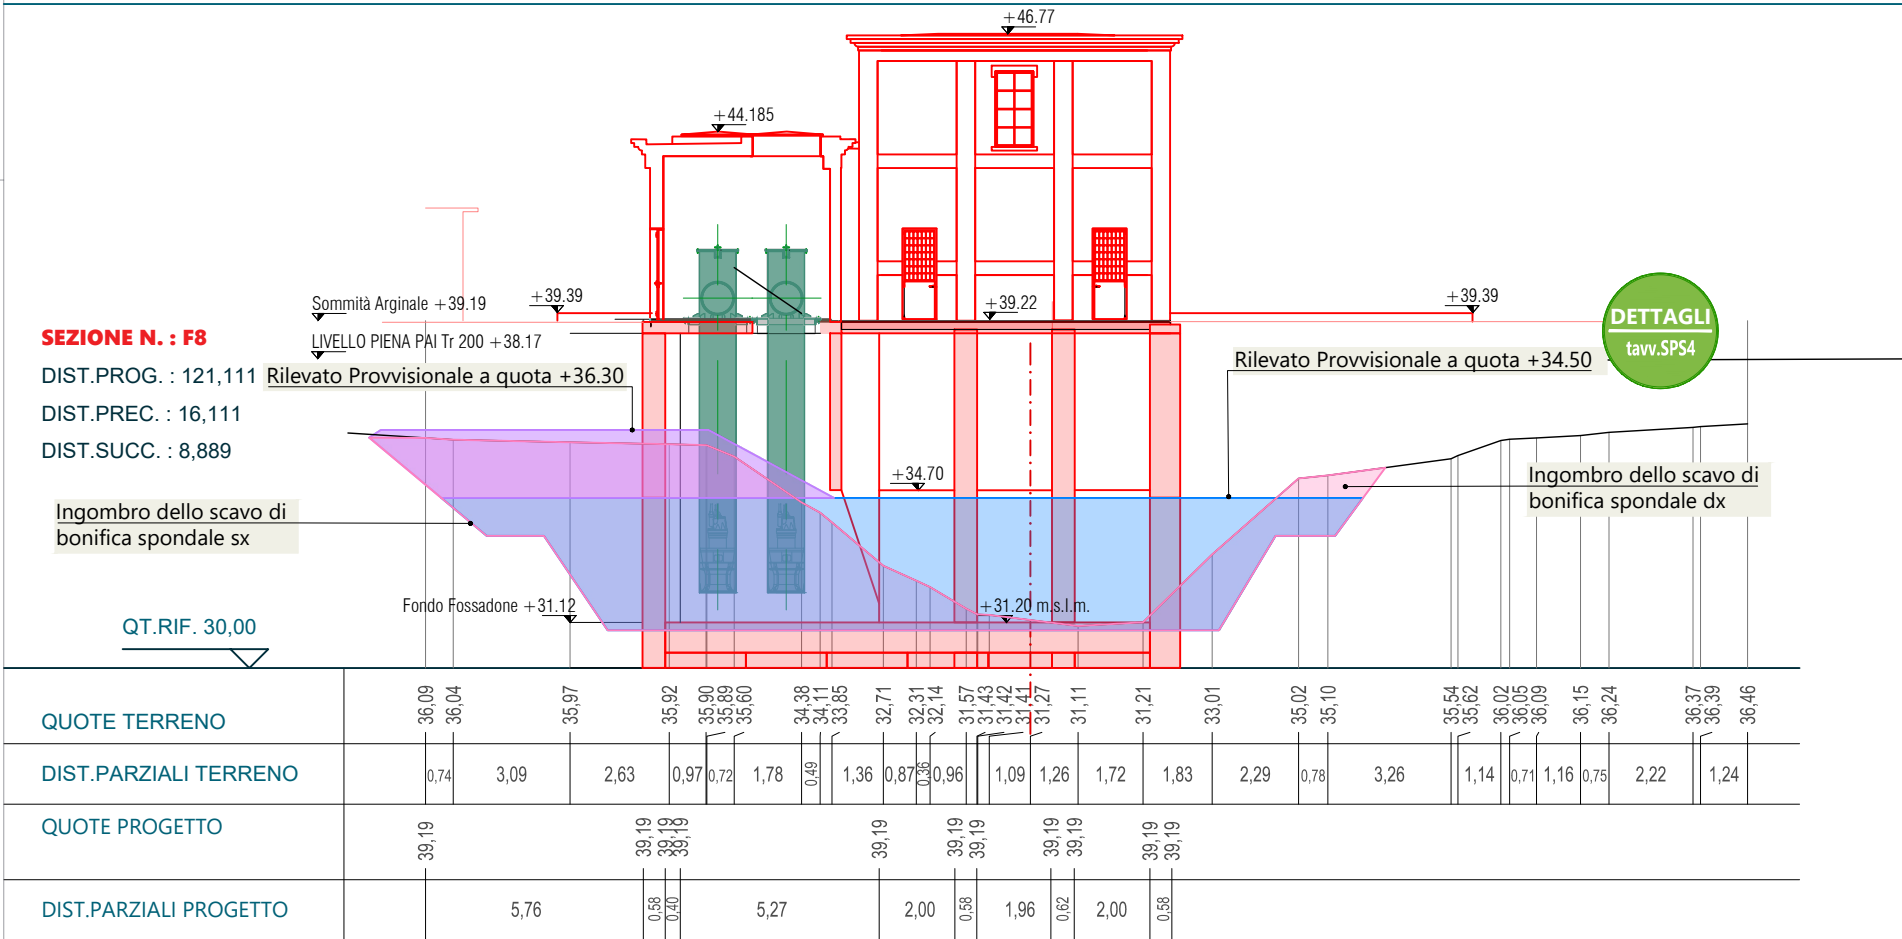 +46.77
+44.185
Sommità Arginale +39.19
+39.39
+39.22
+39.39
DETTAGLI
tavv.SPS4
SEZIONE N. : F8
LIVELLO PIENA PAI Tr 200 +38.17
DIST.PROG. : 121,111
Rilevato Provvisionale a quota +36.30
Rilevato Provvisionale a quota +34.50
DIST.PREC. : 16,111
DIST.SUCC. : 8,889
+34.70
Ingombro dello scavo di
bonifica spondale sx
Ingombro dello scavo di
bonifica spondale dx
Fondo Fossadone +31.12
+31.20 m.s.l.m.
QT.RIF. 30,00
QUOTE TERRENO
36,09 36,04 35,97 35,92 35,90 35,89 35,60 34,38 34,11 33,85 32,71 32,31 32,14 31,57 31,43 31,42 31,41 31,27 31,11 31,21 33,01 35,02 35,10 35,54 35,62 36,02 36,05 36,09 36,15 36,24 36,37 36,39 36,46
DIST.PARZIALI TERRENO
0,74 3,09 2,63 0,97 0,72 1,78 0,49 1,36 0,87 0,36 0,96 1,09 1,26 1,72 1,83 2,29 0,78 3,26 1,14 0,71 1,16 0,75 2,22 1,24
QUOTE PROGETTO
39,19 39,19 39,19 39,19 39,19 39,19 39,19 39,19 39,19 39,19 39,19
DIST.PARZIALI PROGETTO
5,76 0,58 0,40 5,27 2,00 0,58 1,96 0,62 2,00 0,58